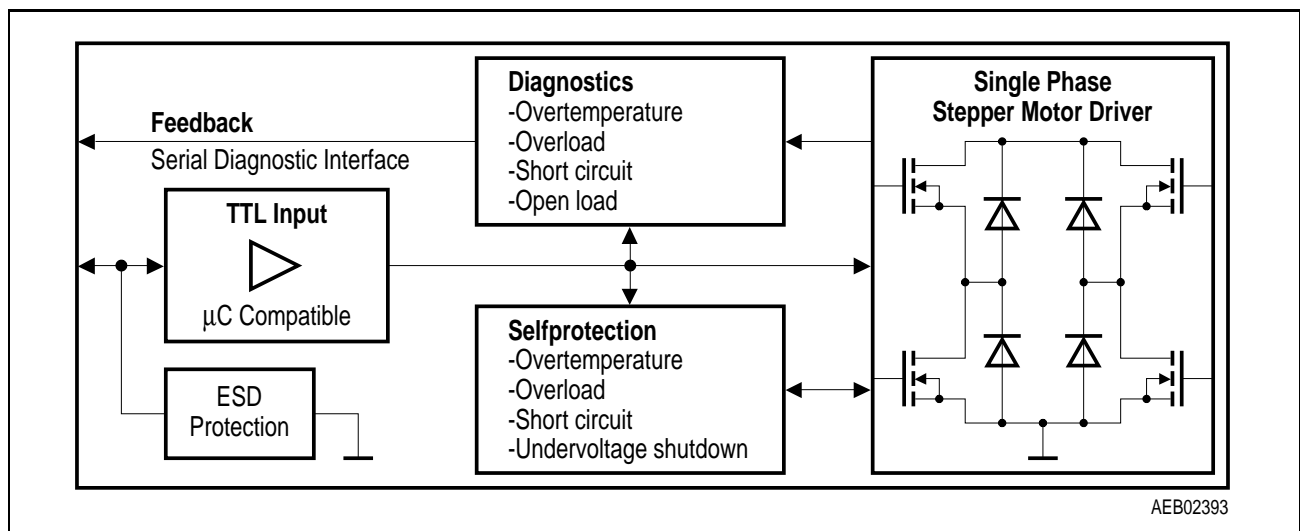 Feedback
Serial Diagnostic Interface
TTL Input
μC Compatible
ESD
Protection
Diagnostics
-Overtemperature
-Overload
-Short circuit
-Open load
Selfprotection
-Overtemperature
-Overload
-Short circuit
-Undervoltage shutdown
Single Phase
Stepper Motor Driver
AEB02393